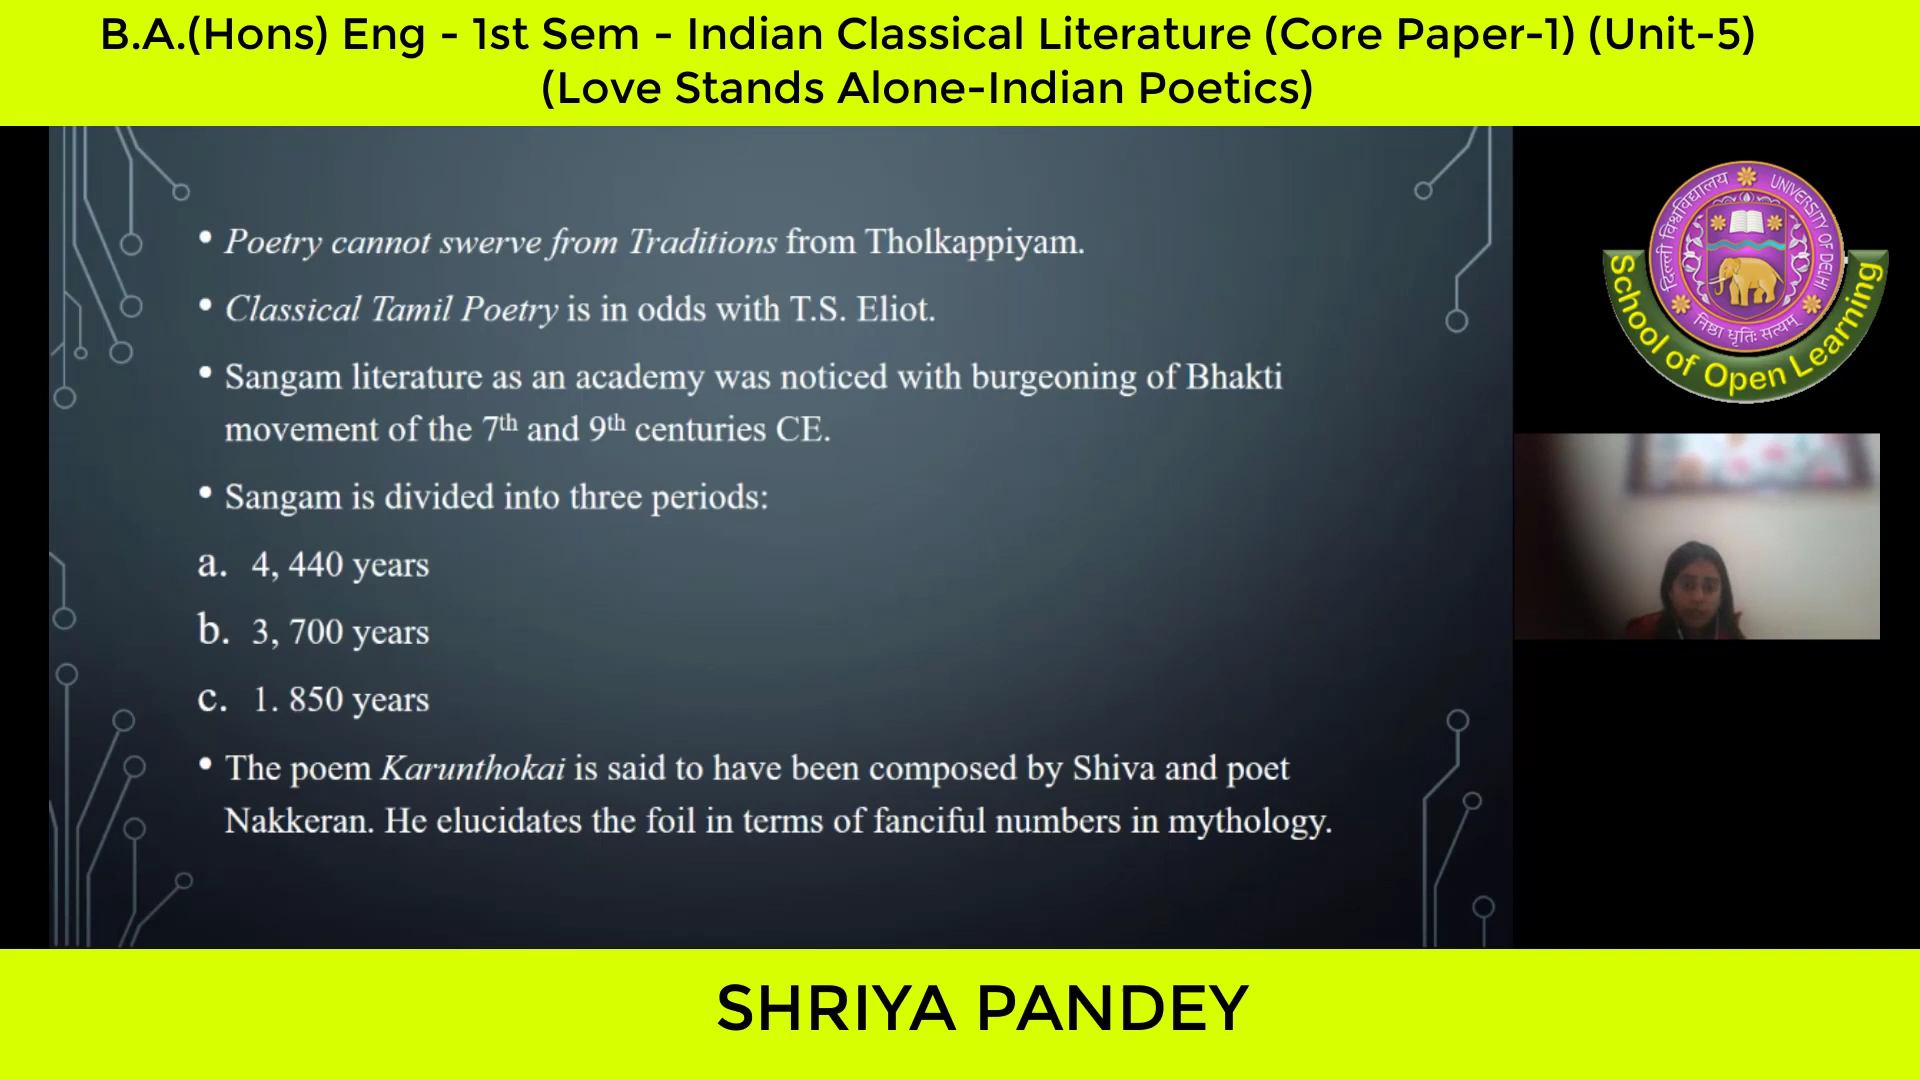 B.A.(Hons) Eng - 1st Sem - Indian Classical Literature (Core Paper-1) (Unit-5)
(Love Stands Alone-Indian Poetics)
• Poetry cannot swerve from Traditions from Tholkappiyam.
• Classical Tamil Poetry is in odds with T.S. Eliot.
• Sangam literature as an academy was noticed with burgeoning of Bhakti
movement of the 7th and 9th centuries CE.
• Sangam is divided into three periods:
a. 4, 440 years
b. 3, 700 years
c. 1. 850 years
• The poem Karunthokai is said to have been composed by Shiva and poet
Nakkeran. He elucidates the foil in terms of fanciful numbers in mythology.
दिल्ली विश्वविद्यालय
UNIVERSITY OF DELHI
निष्ठा धृतिः सत्यम्
School of Open Learning
SHRIYA PANDEY